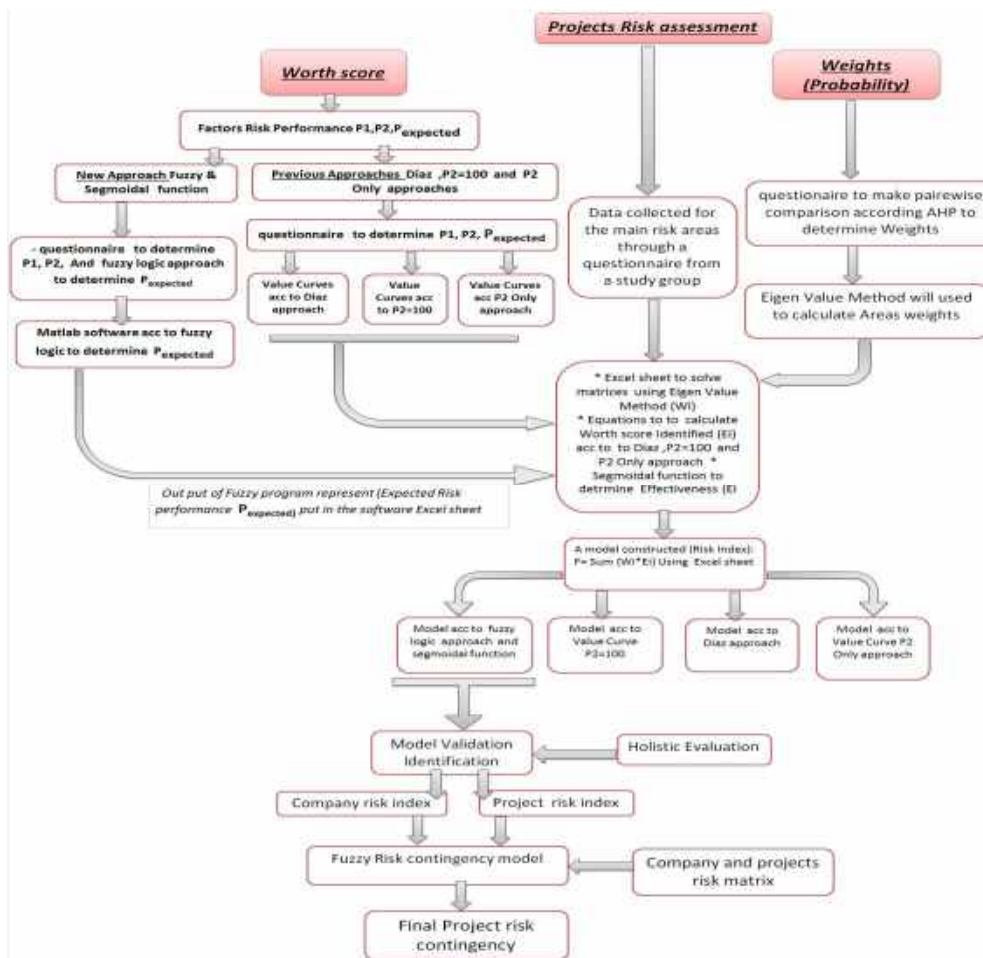 Projects Risk assessment
Worth score
Weights
(Probability)
Factors Risk Performance P1,P2,Pexpected
New Approach Fuzzy &
Segmoidal function
Previous Approaches Diaz ,P2=100 and P2
Only approaches
- questionnaire to determine
P1, P2, And fuzzy logic approach
to determine Pexpected
questionnaire to determine P1, P2, Pexpected
Value Curves
acc to Diaz
approach
Value
Curves acc
to P2=100
Value Curves
acc P2 Only
approach
Matlab software acc to fuzzy
logic to determine Pexpected
Data collected for
the main risk areas
through a
questionnaire from
a study group
questionaire to make pairewise
comparison according AHP to
determine Weights
Eigen Value Method will used
to calculate Areas weights
* Excel sheet to solve
matrices using Eigen Value
Method (Wi)
* Equations to to calculate
Worth score Identified (Ei)
acc to to Diaz ,P2=100 and
P2 Only approach *
Segmoidal function to
detrmine Effectiveness (Ei
Out put of Fuzzy program represent (Expected Risk
performance Pexpected) put in the software Excel sheet
A model constructed (Risk Index):
F= Sum (Wi*Ei) Using Excel sheet
Model acc to fuzzy
logic approach and
segmoidal function
Model acc to
Value Curve
P2=100
Model acc to
Diaz approach
Model acc to
Value Curve P2
Only approach
Model Validation
Identification
Holistic Evaluation
Company risk index
Project risk index
Fuzzy Risk contingency model
Company and projects
risk matrix
Final Project risk
contingency